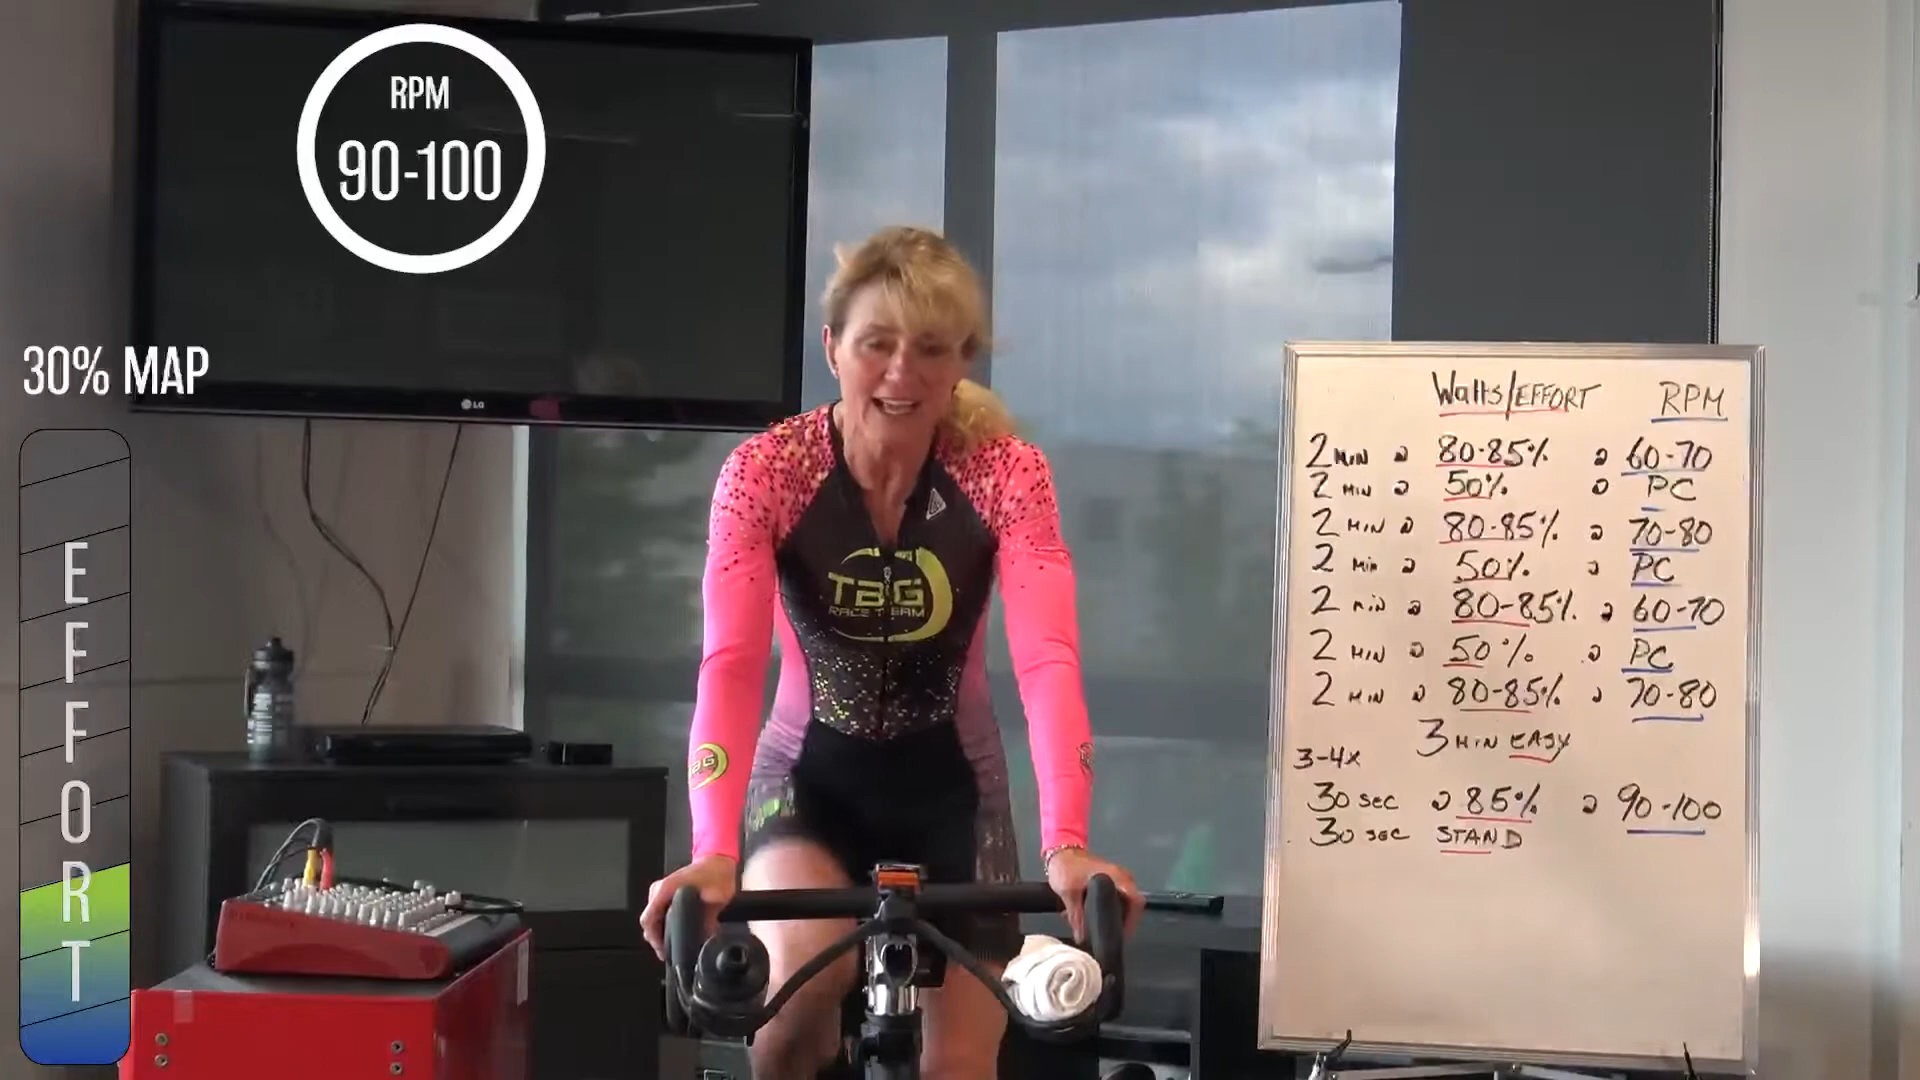 RPM
90-100
30% MAP
EFFORT
LG
TBG
RACE TEAM
TBG
Watts/EFFORT RPM
2 MIN @ 80-85% @ 60-70
2 MIN @ 50% @ PC
2 MIN @ 80-85% @ 70-80
2 Min @ 50% @ PC
2 min @ 80-85% @ 60-70
2 MIN @ 50% @ PC
2 MIN @ 80-85% @ 70-80
3 MIN EASY
3-4x
30 sec @ 85% @ 90-100
30 sec STAND